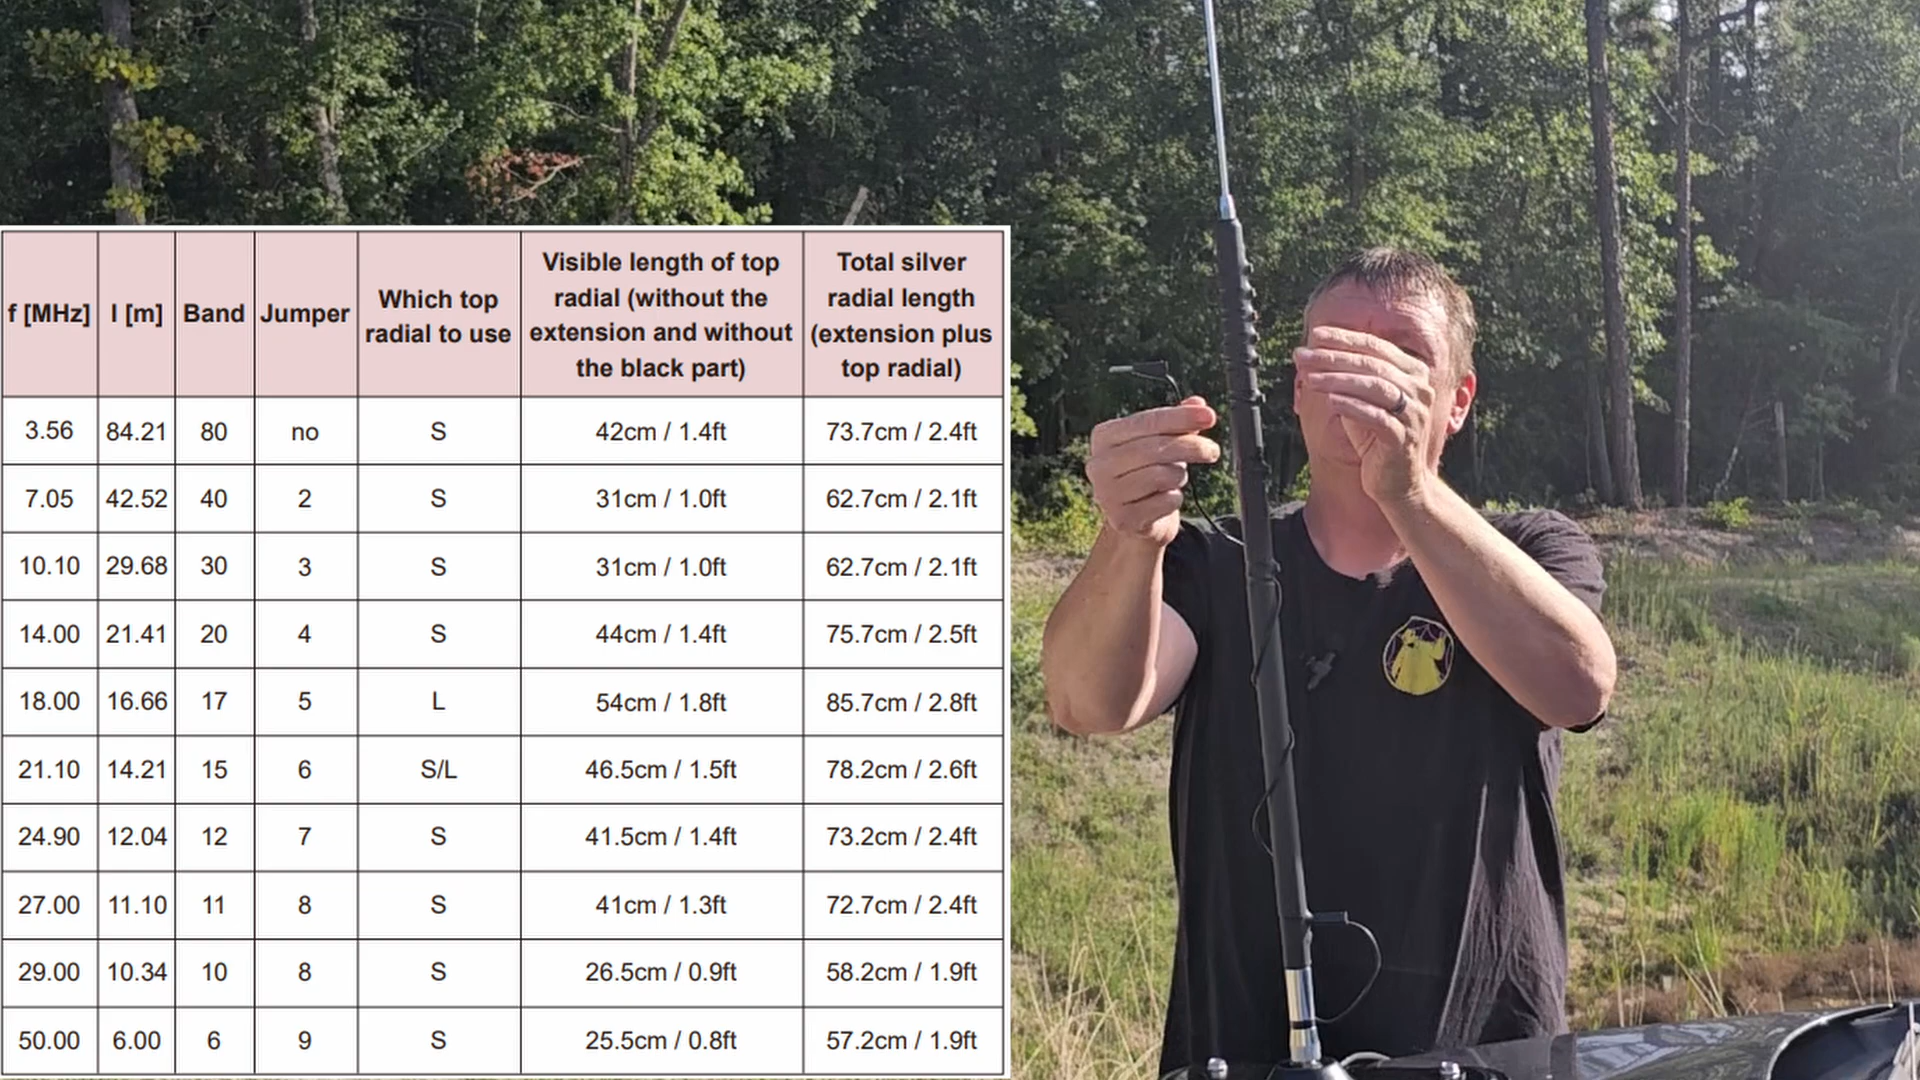 f [MHz] l [m] Band Jumper Which top radial to use Visible length of top radial (without the extension and without the black part) Total silver radial length (extension plus top radial)
3.56 84.21 80 no S 42cm / 1.4ft 73.7cm / 2.4ft
7.05 42.52 40 2 S 31cm / 1.0ft 62.7cm / 2.1ft
10.10 29.68 30 3 S 31cm / 1.0ft 62.7cm / 2.1ft
14.00 21.41 20 4 S 44cm / 1.4ft 75.7cm / 2.5ft
18.00 16.66 17 5 L 54cm / 1.8ft 85.7cm / 2.8ft
21.10 14.21 15 6 S/L 46.5cm / 1.5ft 78.2cm / 2.6ft
24.90 12.04 12 7 S 41.5cm / 1.4ft 73.2cm / 2.4ft
27.00 11.10 11 8 S 41cm / 1.3ft 72.7cm / 2.4ft
29.00 10.34 10 8 S 26.5cm / 0.9ft 58.2cm / 1.9ft
50.00 6.00 6 9 S 25.5cm / 0.8ft 57.2cm / 1.9ft